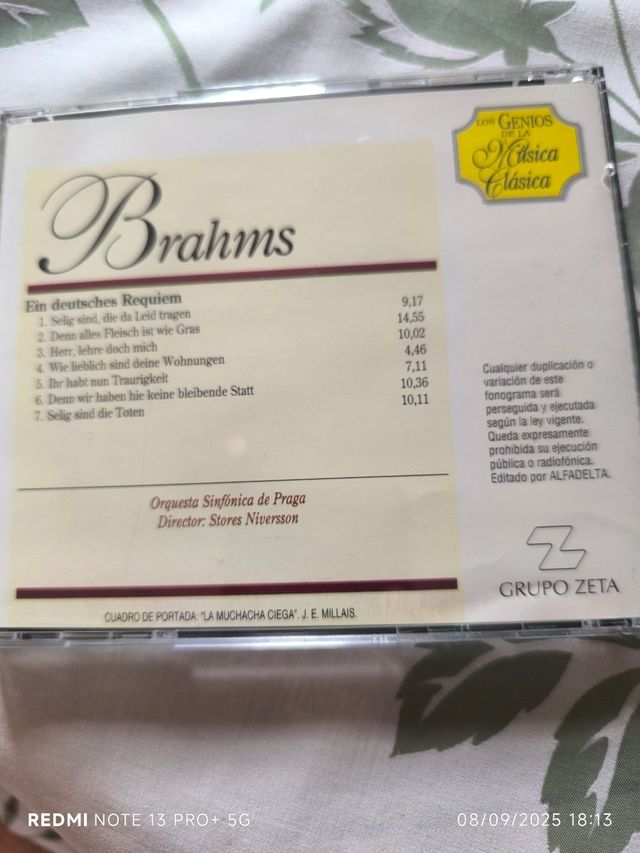 LOS GENIOS
DE LA
Música
Clásica
Brahms
Ein deutsches Requiem
1. Selig sind, die da Leid tragen 9,17
2. Denn alles Fleisch ist wie Gras 14,55
3. Herr, lehre doch mich 10,02
4. Wie lieblich sind deine Wohnungen 4,46
5. Ihr habt nun Traurigkeit 7,11
6. Denn wir haben hie keine bleibende Statt 10,36
7. Selig sind die Toten 10,11
Orquesta Sinfónica de Praga
Director: Stores Niversson
CUADRO DE PORTADA: "LA MUCHACHA CIEGA". J. E. MILLAIS.
Cualquier duplicación o
variación de este
fonograma será
perseguida y ejecutada
según la ley vigente.
Queda expresamente
prohibida su ejecución
pública o radiofónica.
Editado por ALFADELTA.
GRUPO ZETA
REDMI NOTE 13 PRO+ 5G
08/09/2025 18:13